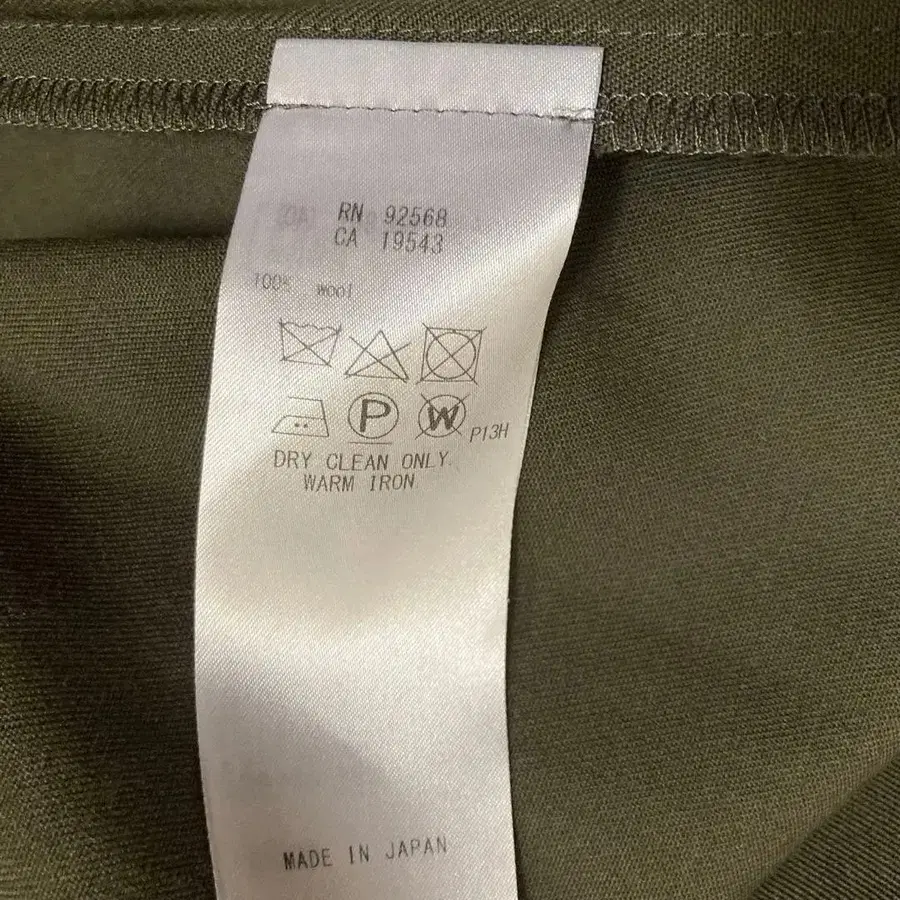 RN 92568
CA 19543
100% wool
P W P13H
DRY CLEAN ONLY.
WARM IRON
MADE IN JAPAN